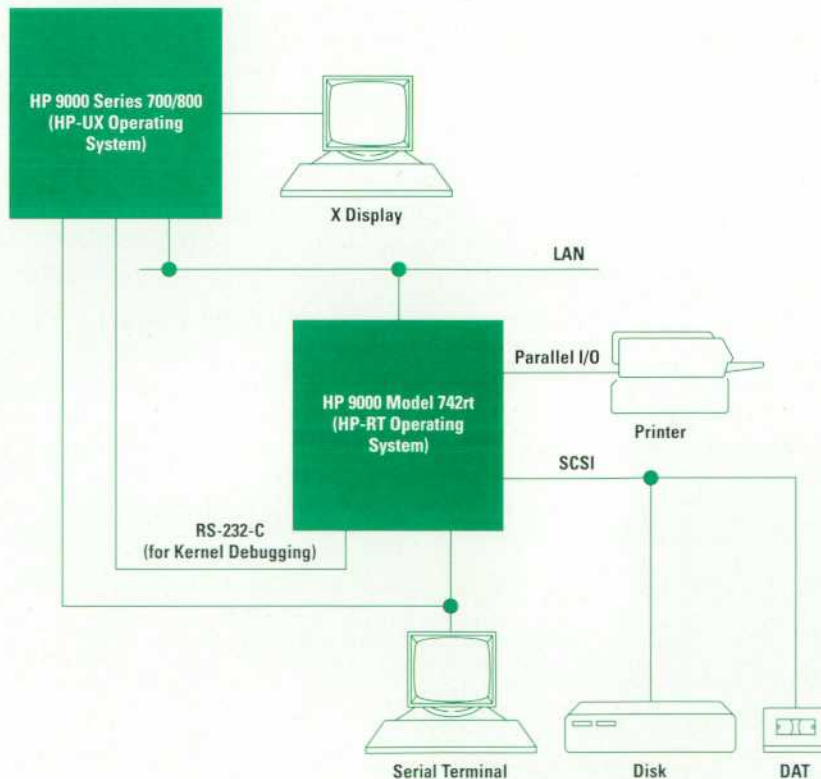 HP 9000 Series 700/800
(HP-UX Operating
System)
X Display
LAN
HP 9000 Model 742rt
(HP-RT Operating
System)
Parallel I/O
Printer
SCSI
RS-232-C
(for Kernel Debugging)
Serial Terminal
Disk
DAT